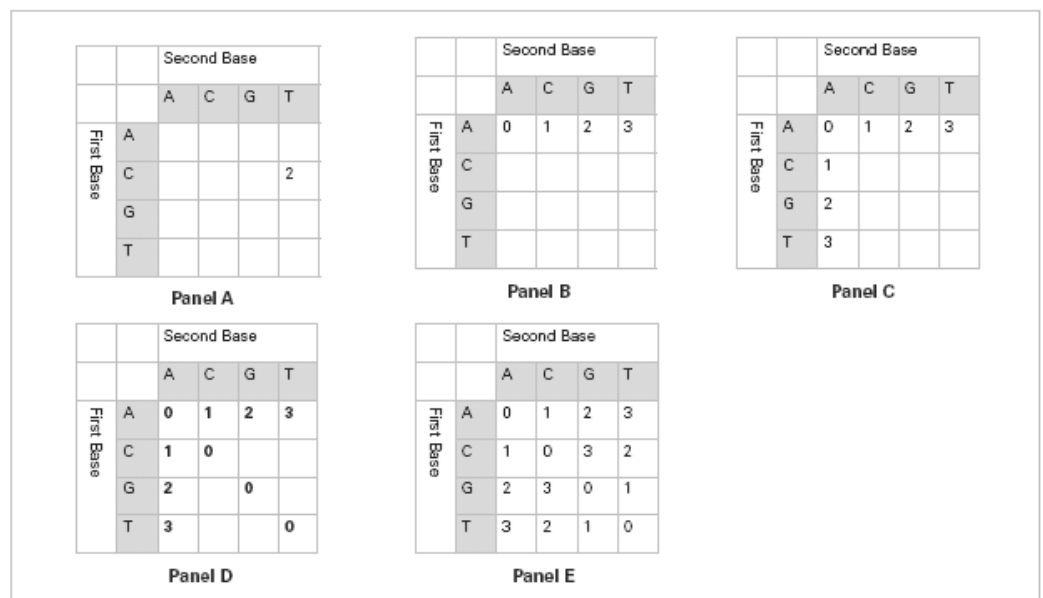 Second Base
A C G T
First Base
A
C 2
G
T
Panel A
Second Base
A C G T
First Base
A 0 1 2 3
C
G
T
Panel B
Second Base
A C G T
First Base
A 0 1 2 3
C 1
G 2
T 3
Panel C
Second Base
A C G T
First Base
A 0 1 2 3
C 1 0
G 2 0
T 3 0
Panel D
Second Base
A C G T
First Base
A 0 1 2 3
C 1 0 3 2
G 2 3 0 1
T 3 2 1 0
Panel E